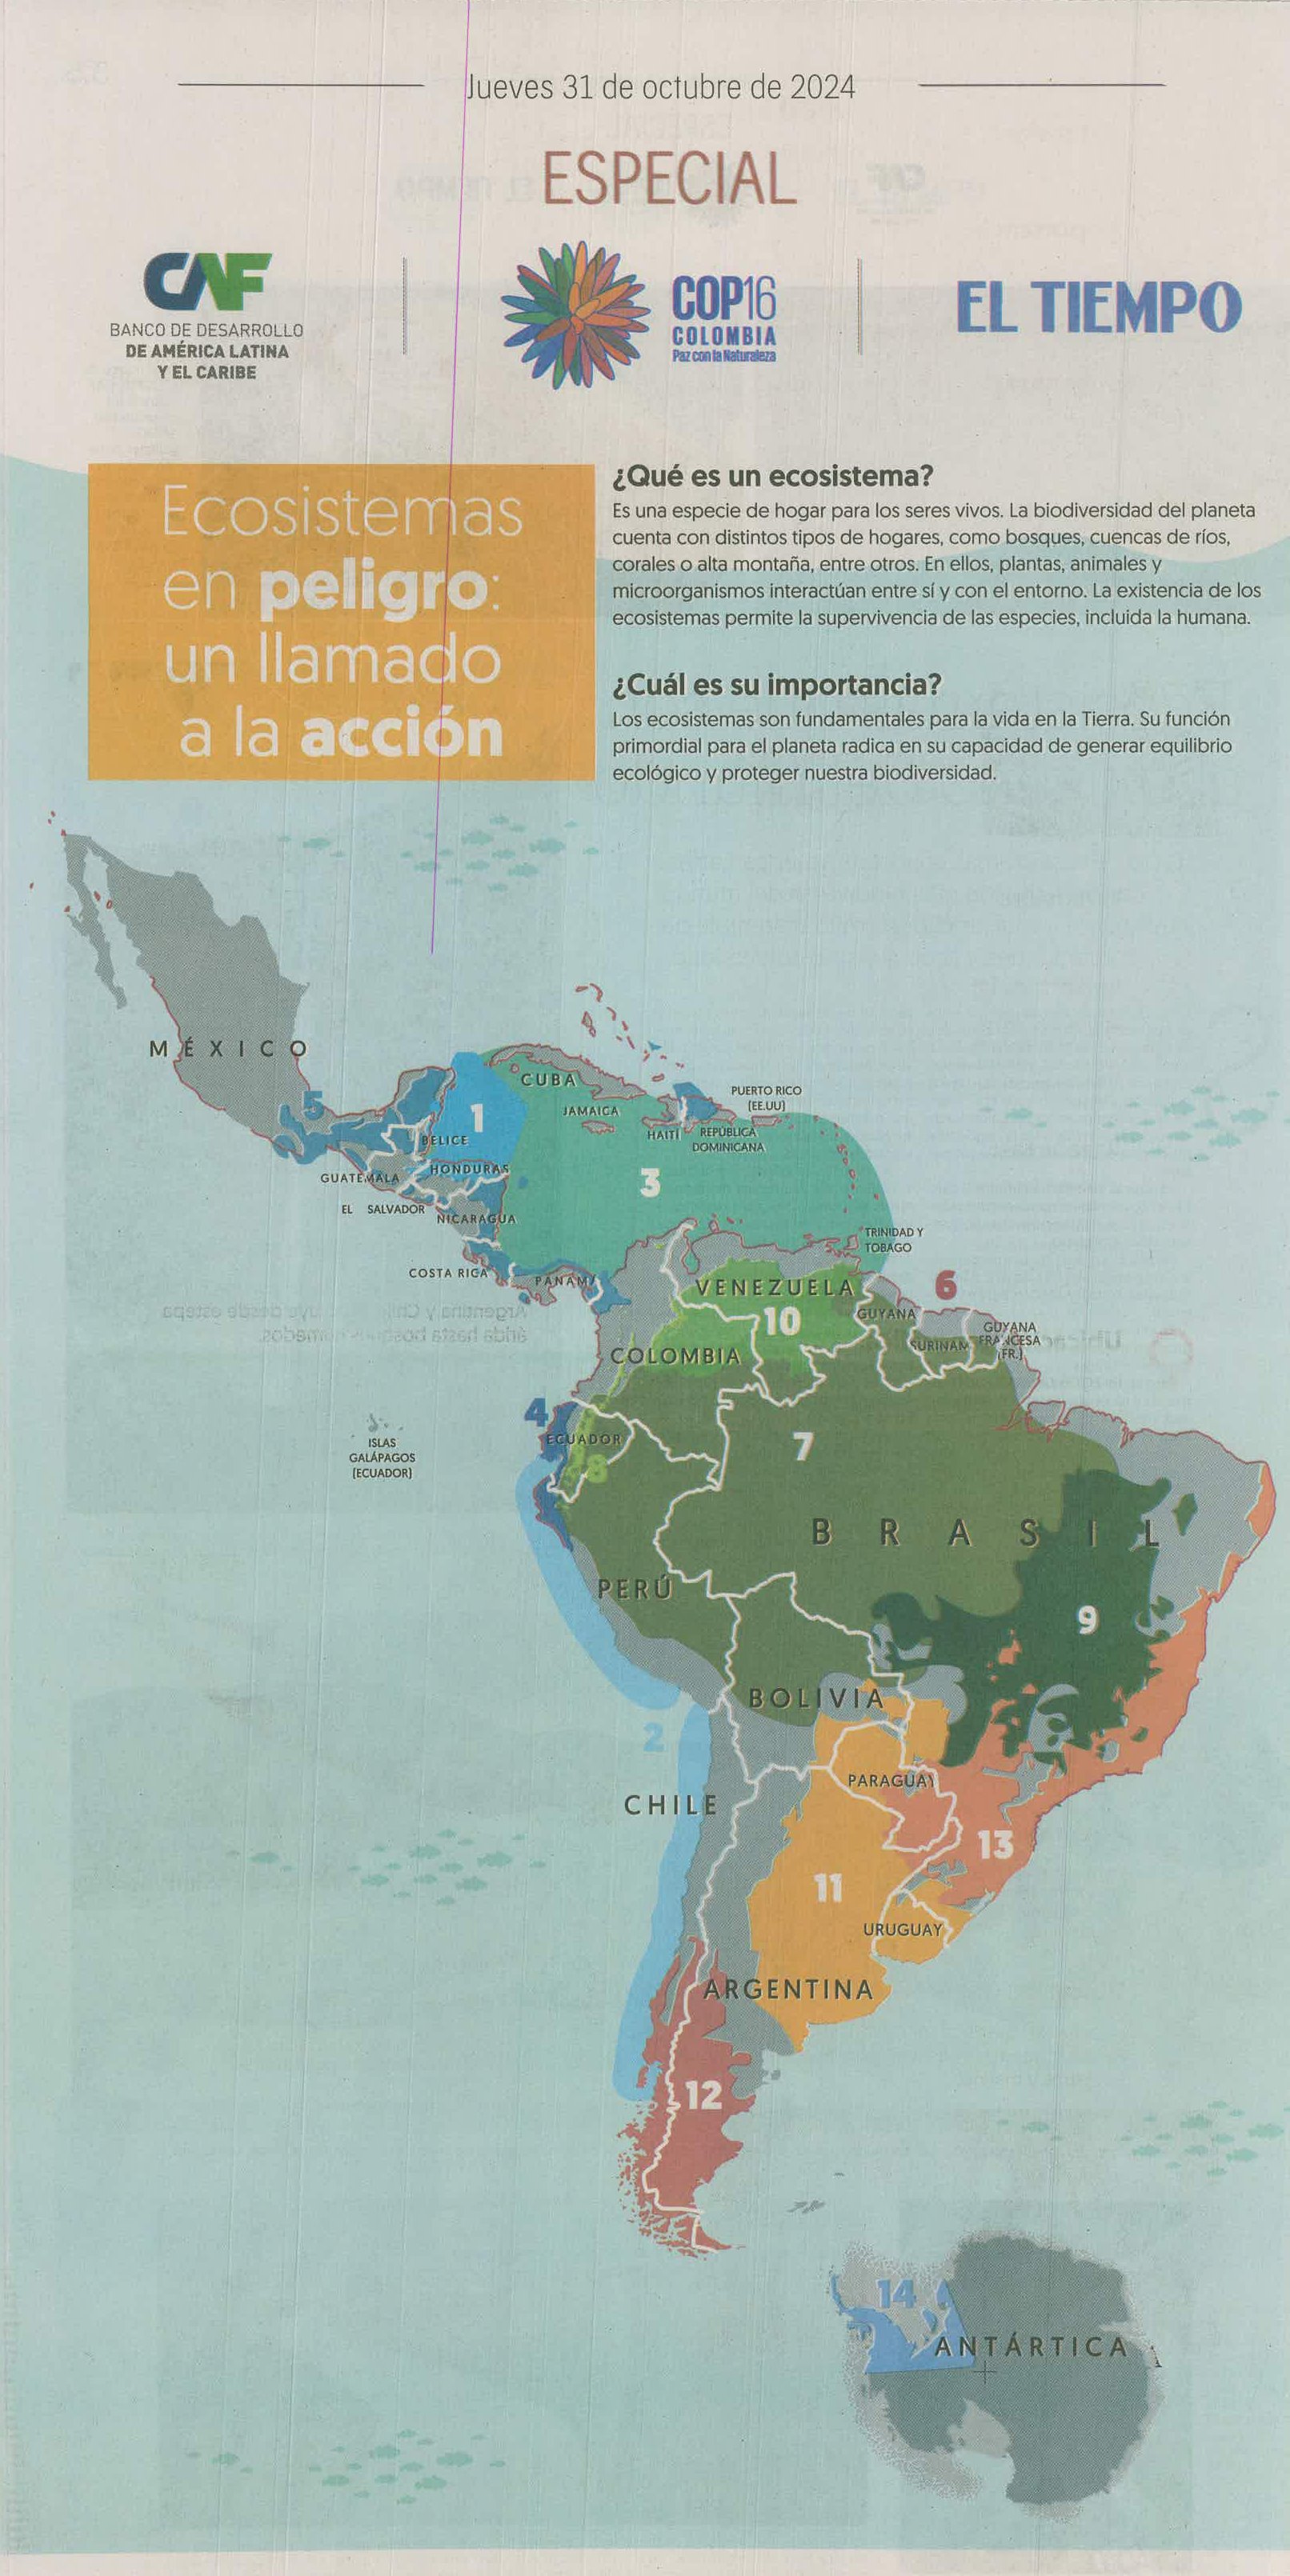 Jueves 31 de octubre de 2024
ESPECIAL
CAF
BANCO DE DESARROLLO
DE AMÉRICA LATINA
Y EL CARIBE
COP16
COLOMBIA
Paz con la Naturaleza
EL TIEMPO
Ecosistemas
en peligro:
un llamado
a la acción
¿Qué es un ecosistema?
Es una especie de hogar para los seres vivos. La biodiversidad del planeta
cuenta con distintos tipos de hogares, como bosques, cuencas de ríos,
corales o alta montaña, entre otros. En ellos, plantas, animales y
microorganismos interactúan entre sí y con el entorno. La existencia de los
ecosistemas permite la supervivencia de las especies, incluida la humana.
¿Cuál es su importancia?
Los ecosistemas son fundamentales para la vida en la Tierra. Su función
primordial para el planeta radica en su capacidad de generar equilibrio
ecológico y proteger nuestra biodiversidad.
MÉXICO
CUBA
PUERTO RICO
(EE.UU)
5
1
JAMAICA
BELICE
HAITÍ
REPÚBLICA
DOMINICANA
GUATEMALA
HONDURAS
3
EL SALVADOR
NICARAGUA
TRINIDAD Y
TOBAGO
COSTA RICA
PANAMÁ
VENEZUELA
6
10
GUYANA
SURINAM
GUYANA
FRANCESA
(FR.)
COLOMBIA
4
ECUADOR
ISLAS
GALÁPAGOS
(ECUADOR)
8
7
BRASIL
PERÚ
9
BOLIVIA
2
PARAGUAY
CHILE
13
11
URUGUAY
ARGENTINA
12
14
ANTÁRTICA